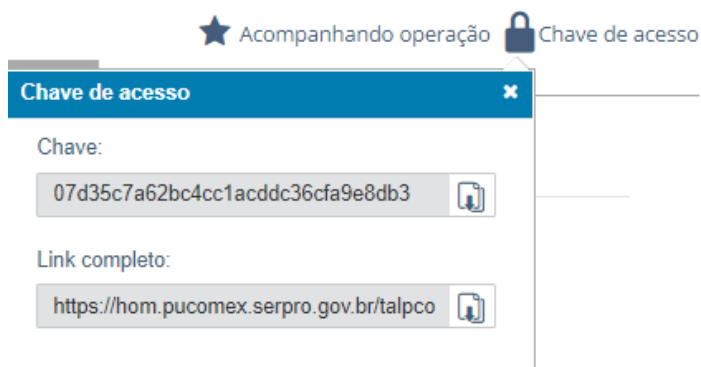 Acompanhando operação Chave de acesso
Chave de acesso
Chave:
07d35c7a62bc4cc1acddc36cfa9e8db3
Link completo:
https://hom.pucomex.serpro.gov.br/talpco